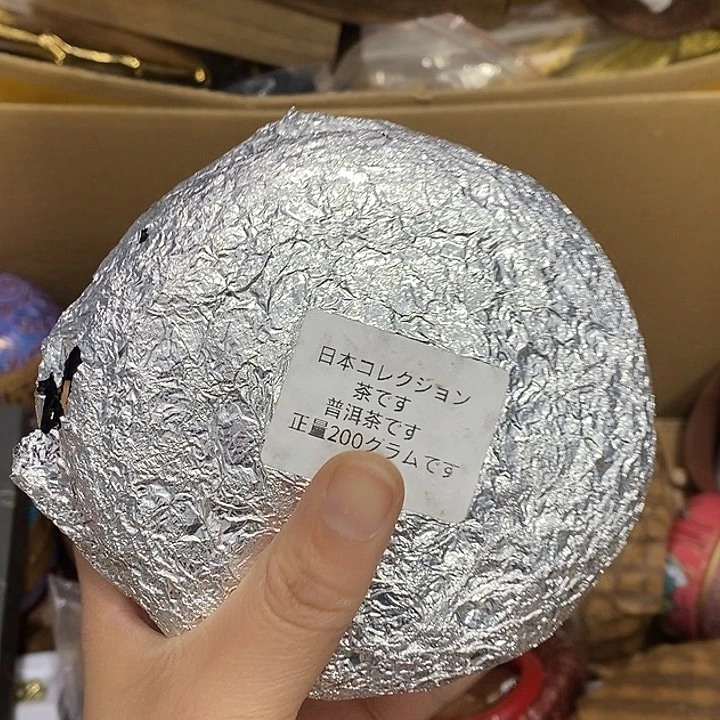 日本コレクション
茶です
普洱茶です
正量200グラムです